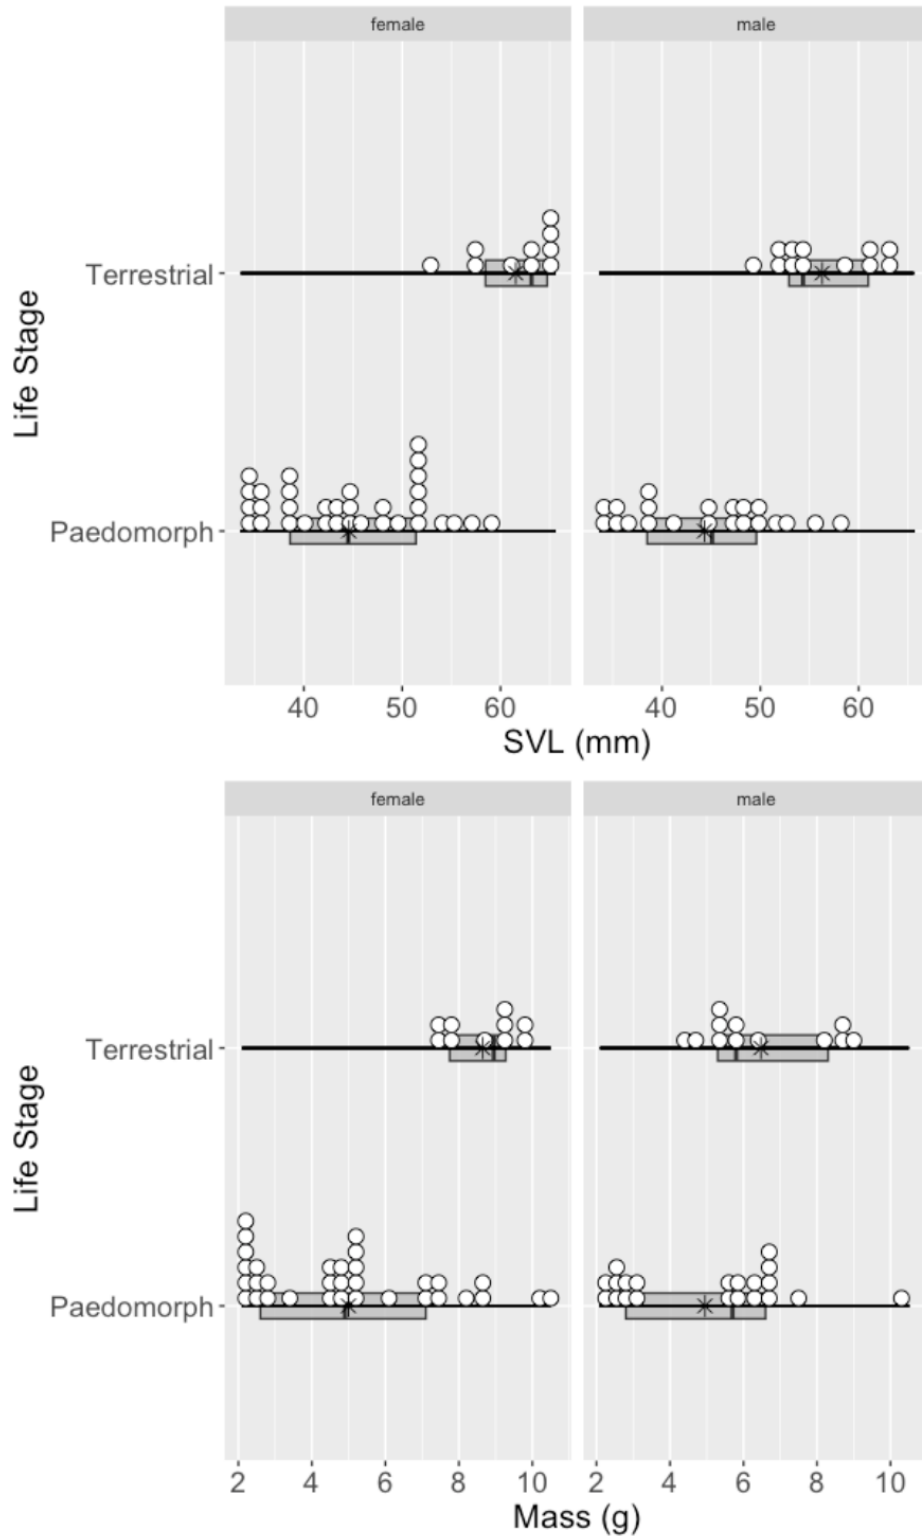 female male
Life Stage
Terrestrial
Paedomorph
40 50 60 40 50 60
SVL (mm)
female male
Life Stage
Terrestrial
Paedomorph
2 4 6 8 10 2 4 6 8 10
Mass (g)